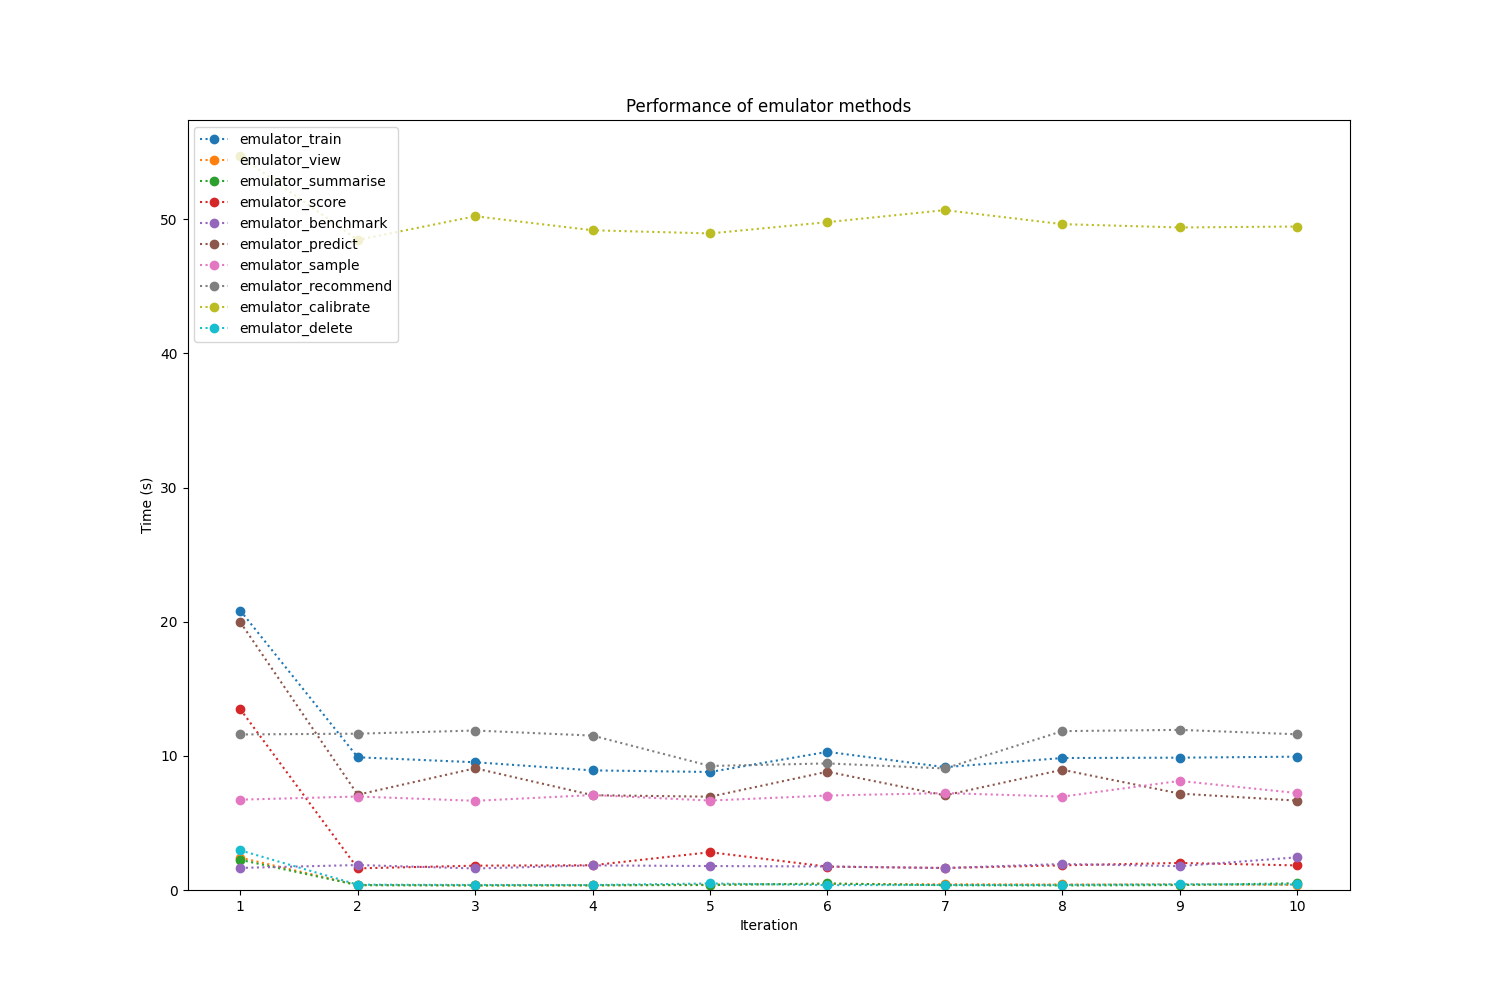 Performance of emulator methods
emulator_train
emulator_view
emulator_summarise
emulator_score
emulator_benchmark
emulator_predict
emulator_sample
emulator_recommend
emulator_calibrate
emulator_delete
50
40
30
20
10
0
Time (s)
1 2 3 4 5 6 7 8 9 10
Iteration